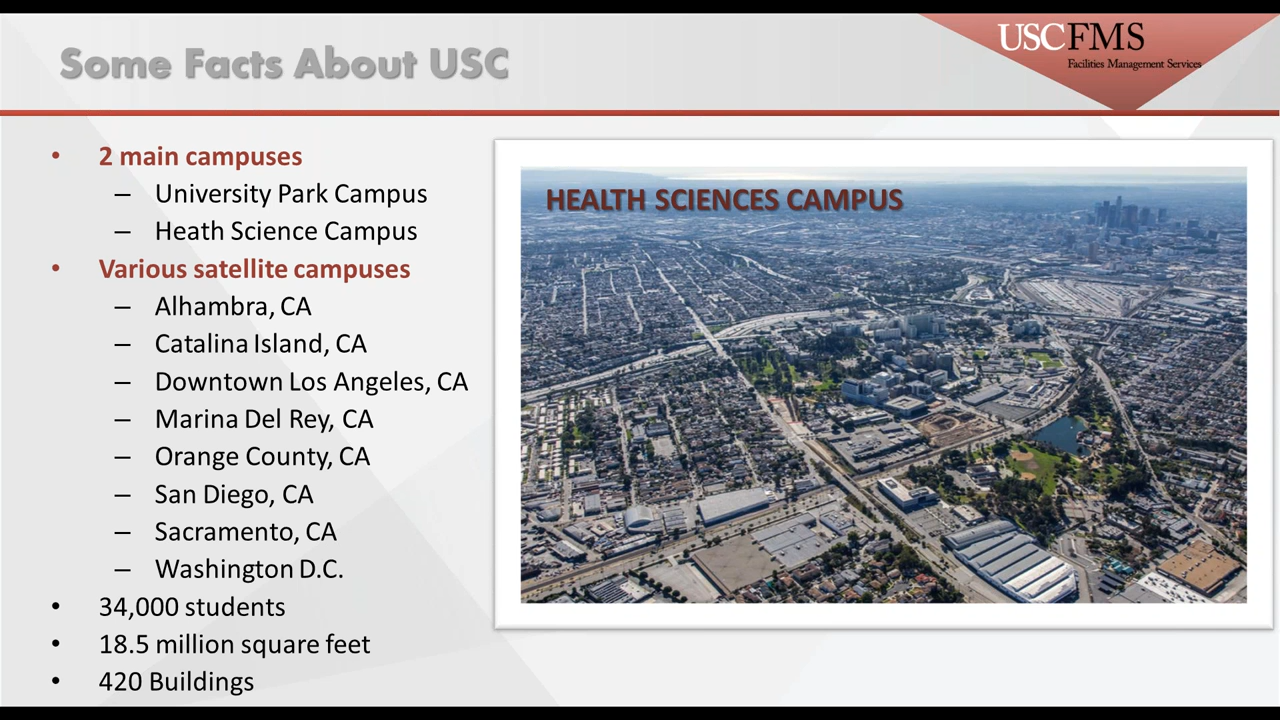 Some Facts About USC
USCFMS
Facilities Management Services
• 2 main campuses
– University Park Campus
– Heath Science Campus
• Various satellite campuses
– Alhambra, CA
– Catalina Island, CA
– Downtown Los Angeles, CA
– Marina Del Rey, CA
– Orange County, CA
– San Diego, CA
– Sacramento, CA
– Washington D.C.
• 34,000 students
• 18.5 million square feet
• 420 Buildings
HEALTH SCIENCES CAMPUS